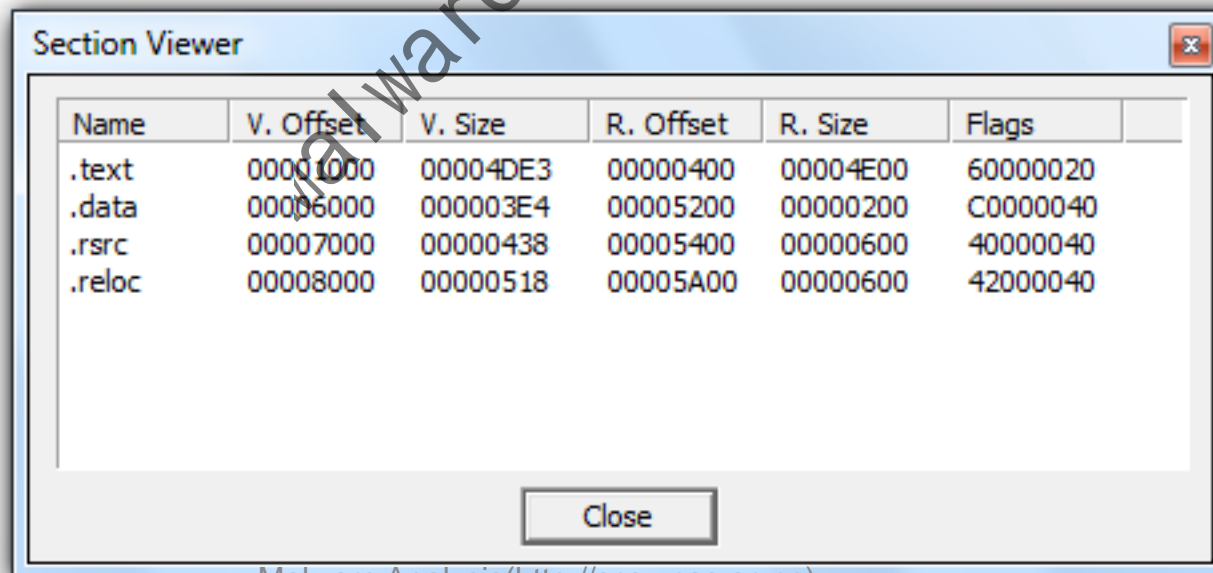 Section Viewer
Name V. Offset V. Size R. Offset R. Size Flags
.text 00001000 00004DE3 00000400 00004E00 60000020
.data 00006000 000003E4 00005200 00000200 C0000040
.rsrc 00007000 00000438 00005400 00000600 40000040
.reloc 00008000 00000518 00005A00 00000600 42000040
Close